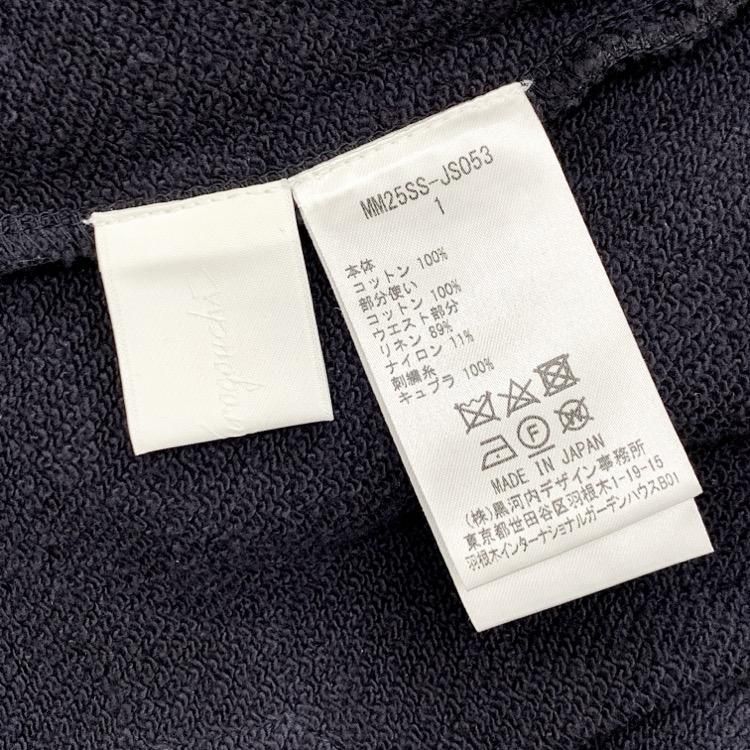 MM25SS-JS053
1
本体
コットン 100%
部分使い
コットン 100%
ウエスト部分
リネン 89%
ナイロン 11%
刺繍糸
キュプラ 100%
F
W
MADE IN JAPAN
(株)黒河内デザイン事務所
東京都世田谷区羽根木1-19-15
羽根木インターナショナルガーデンハウスB01